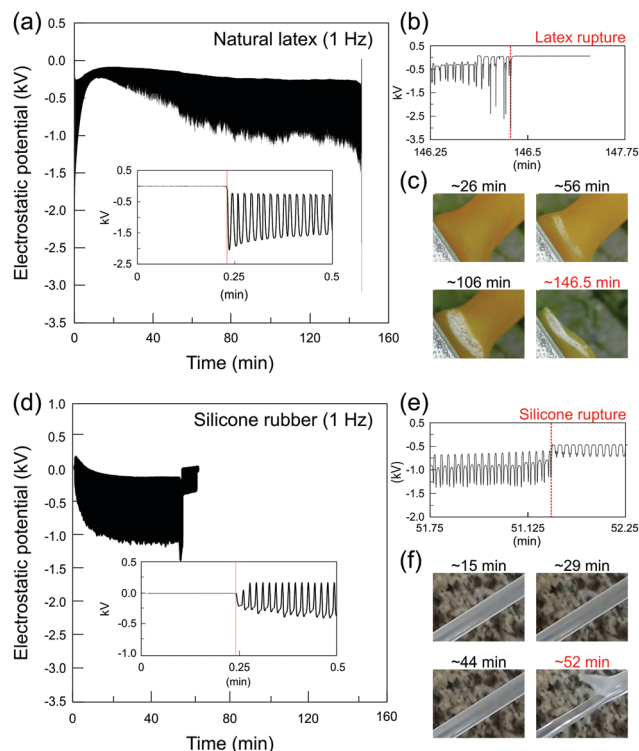 (a)
Natural latex (1 Hz)
Electrostatic potential (kV)
0.5
0.0
-0.5
-1.0
-1.5
-2.0
-2.5
-3.0
-3.5
0 40 80 120 160
Time (min)
kV
0.5
-0.5
-1.5
-2.5
0 0.25 0.5
(min)
(b)
Latex rupture
kV
0.5
-0.5
-1.5
-2.5
-3.5
146.25 146.5 147.75
(min)
(c)
~26 min ~56 min
~106 min ~146.5 min
(d)
Silicone rubber (1 Hz)
Electrostatic potential (kV)
1.0
0.5
0.0
-0.5
-1.0
-1.5
-2.0
-2.5
-3.0
-3.5
0 40 80 120 160
Time (min)
kV
0.5
0.0
-0.5
-1.0
0 0.25 0.5
(min)
(e)
Silicone rupture
(kV)
0.0
-0.5
-1.0
-1.5
-2.0
51.75 51.125 52.25
(min)
(f)
~15 min ~29 min
~44 min ~52 min